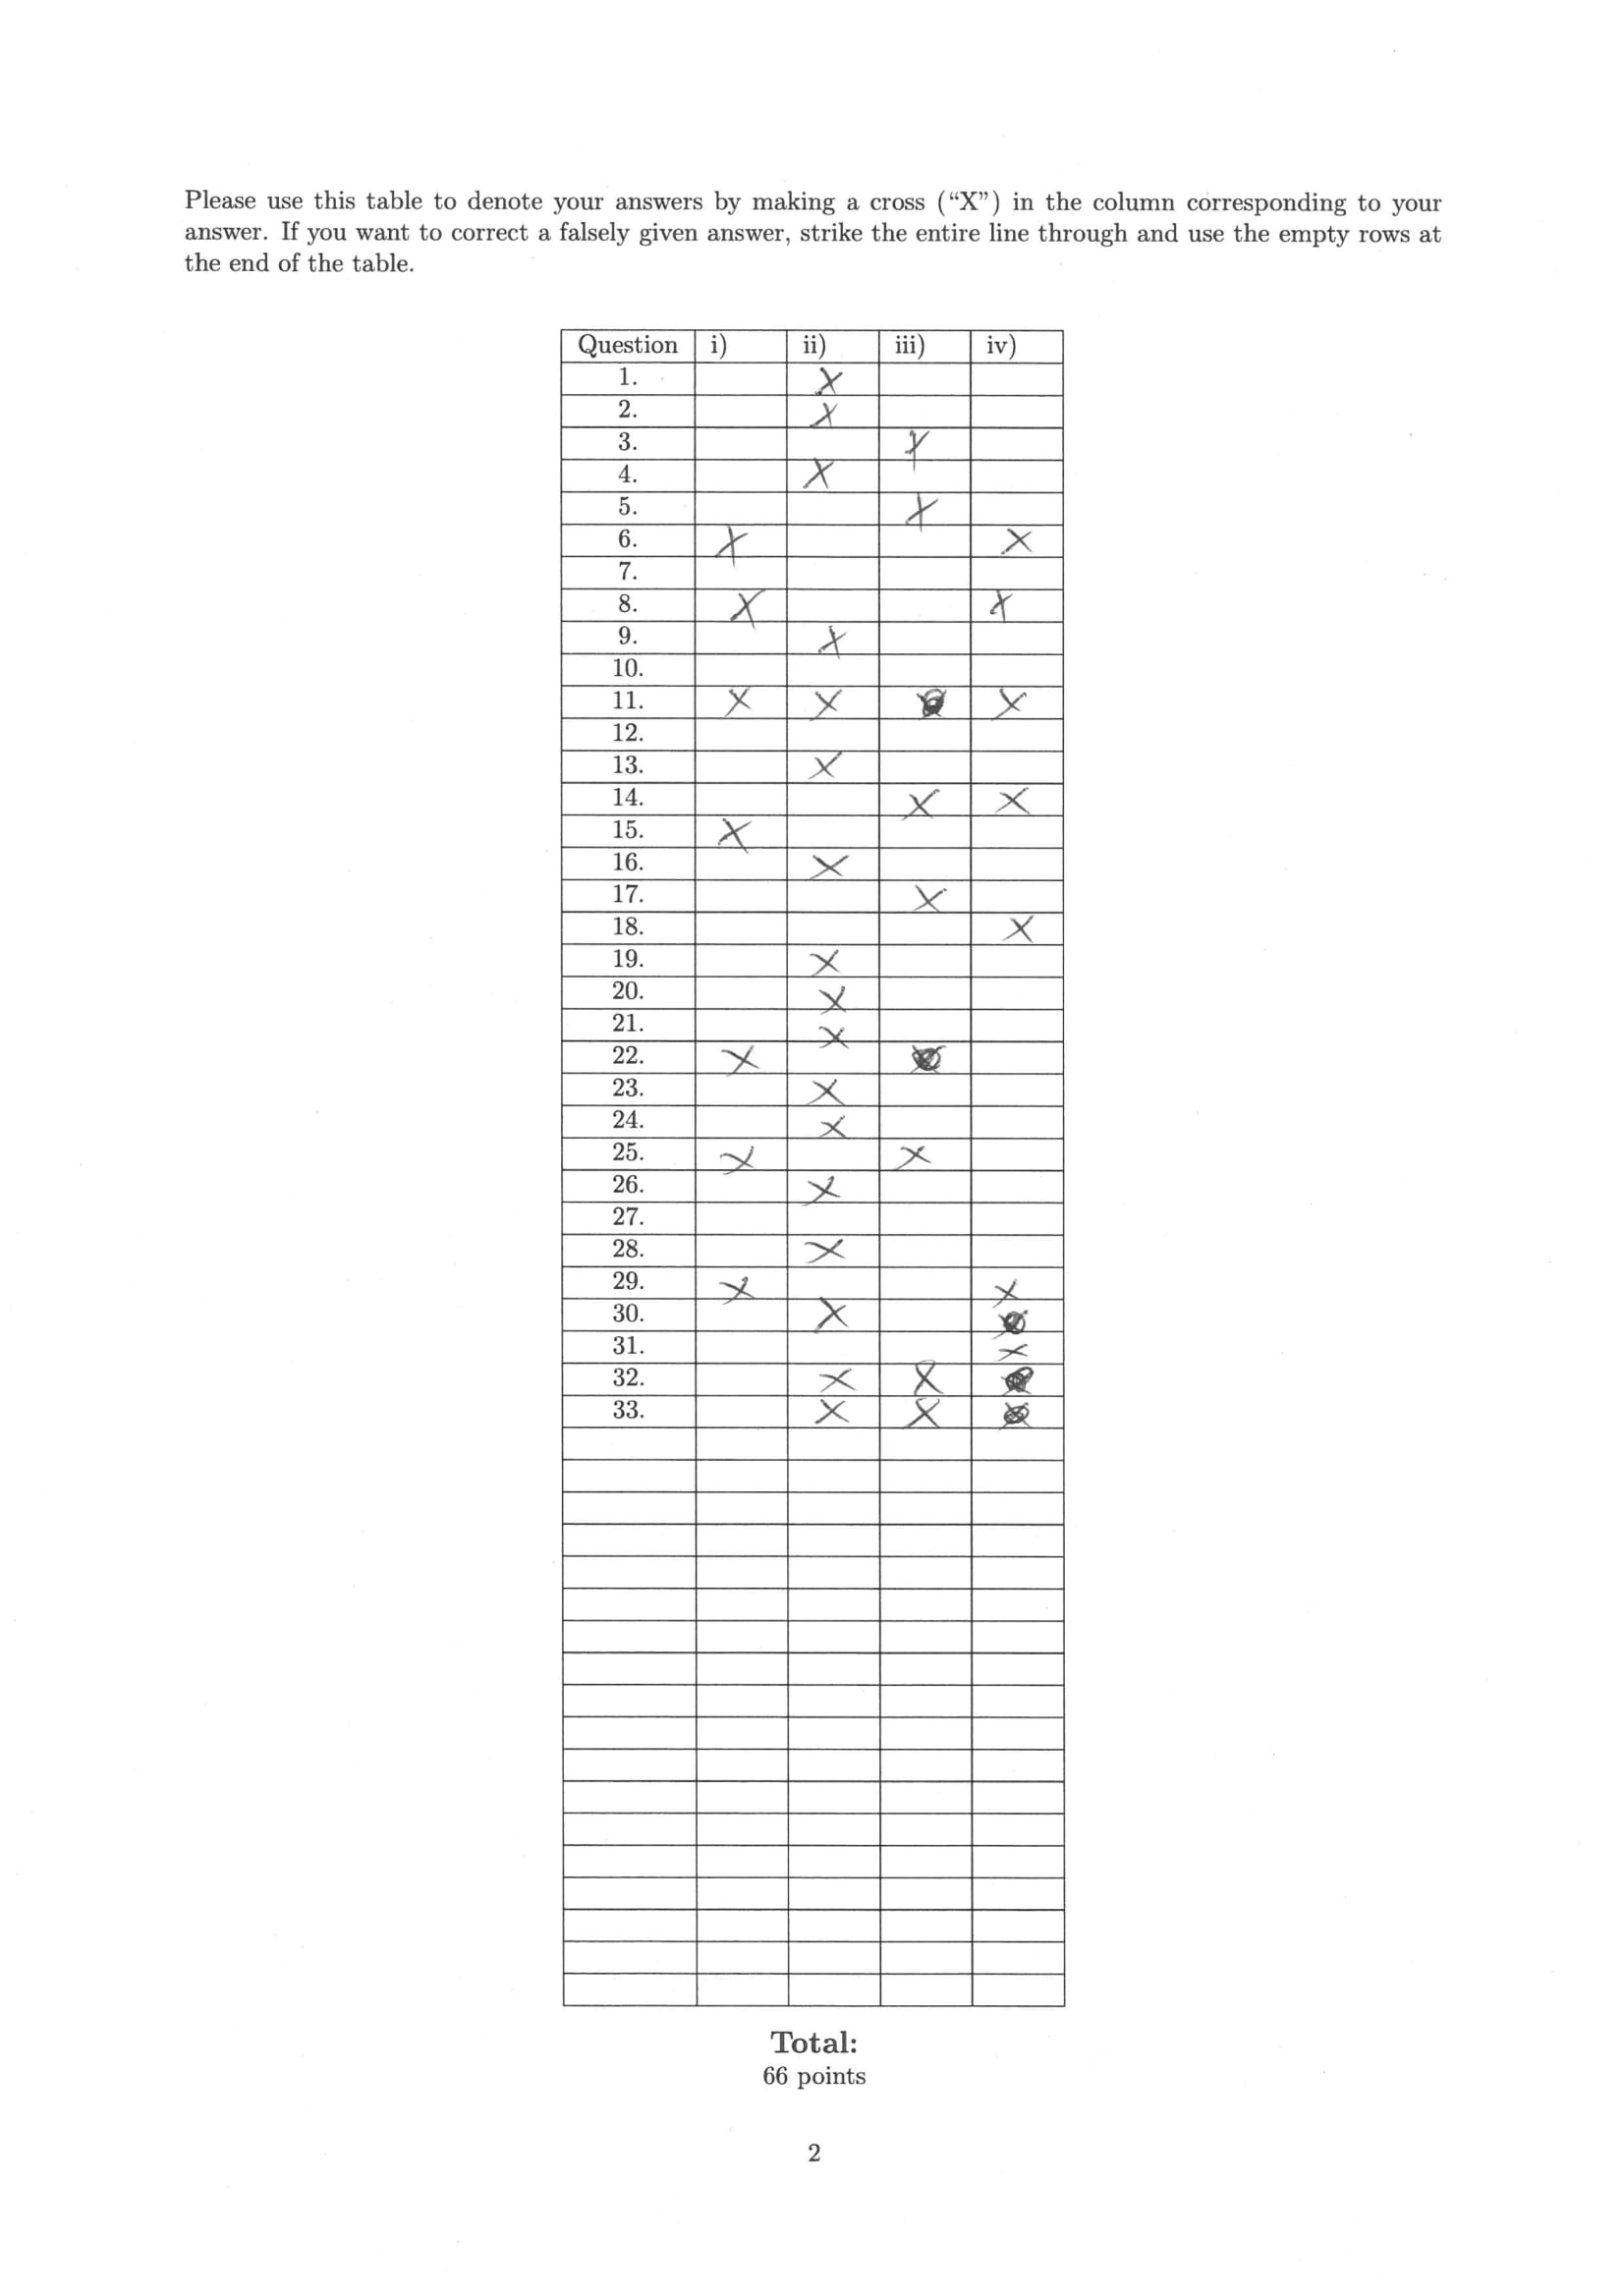 Please use this table to denote your answers by making a cross (“X”) in the column corresponding to your
answer. If you want to correct a falsely given answer, strike the entire line through and use the empty rows at
the end of the table.
Question i) ii) iii) iv)
1. X
2. X
3. X
4. X
5. X
6. X X
7.
8. X X
9. X
10.
11. X X X
12.
13. X
14. X X
15. X
16. X
17. X
18. X
19. X
20. X
21. X
22. X
23. X
24. X
25. X X
26. X
27.
28. X
29. X X
30. X
31. X
32. X X
33. X X
Total:
66 points
2